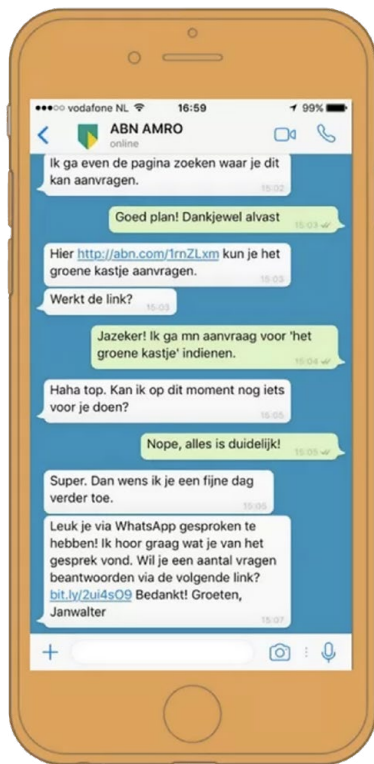 vodafone NL 16:59 99%
ABN AMRO
online
Ik ga even de pagina zoeken waar je dit
kan aanvragen.
15:02
Goed plan! Dankjewel alvast
15:03
Hier http://abn.com/1rnZLxm kun je het
groene kastje aanvragen.
15:03
Werkt de link?
15:03
Jazeker! Ik ga mn aanvraag voor 'het
groene kastje' indienen.
15:04
Haha top. Kan ik op dit moment nog iets
voor je doen?
15:05
Nope, alles is duidelijk!
15:05
Super. Dan wens ik je een fijne dag
verder toe.
15:06
Leuk je via WhatsApp gesproken te
hebben! Ik hoor graag wat je van het
gesprek vond. Wil je een aantal vragen
beantwoorden via de volgende link?
bit.ly/2ui4sO9 Bedankt! Groeten,
Janwalter
15:07